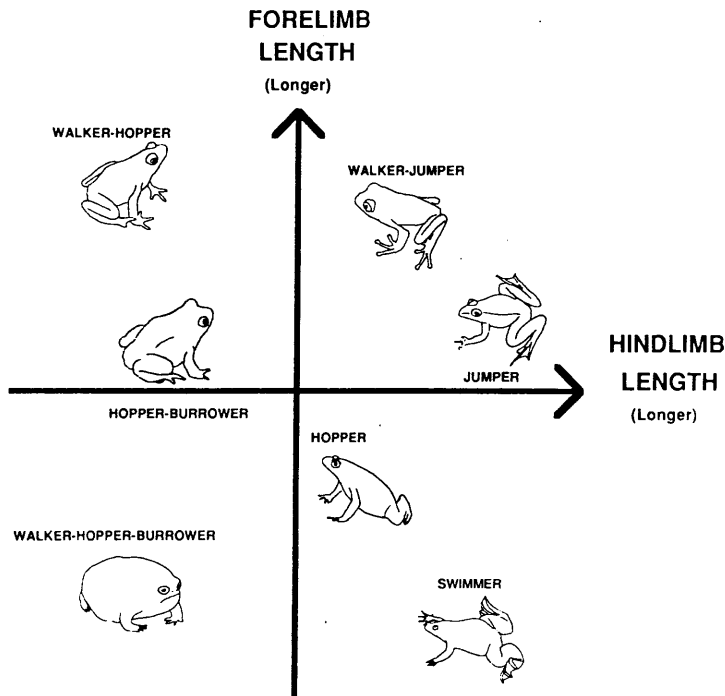 FORELIMB
LENGTH
(Longer)
WALKER-HOPPER
WALKER-JUMPER
HINDLIMB
LENGTH
(Longer)
JUMPER
HOPPER-BURROWER
HOPPER
WALKER-HOPPER-BURROWER
SWIMMER